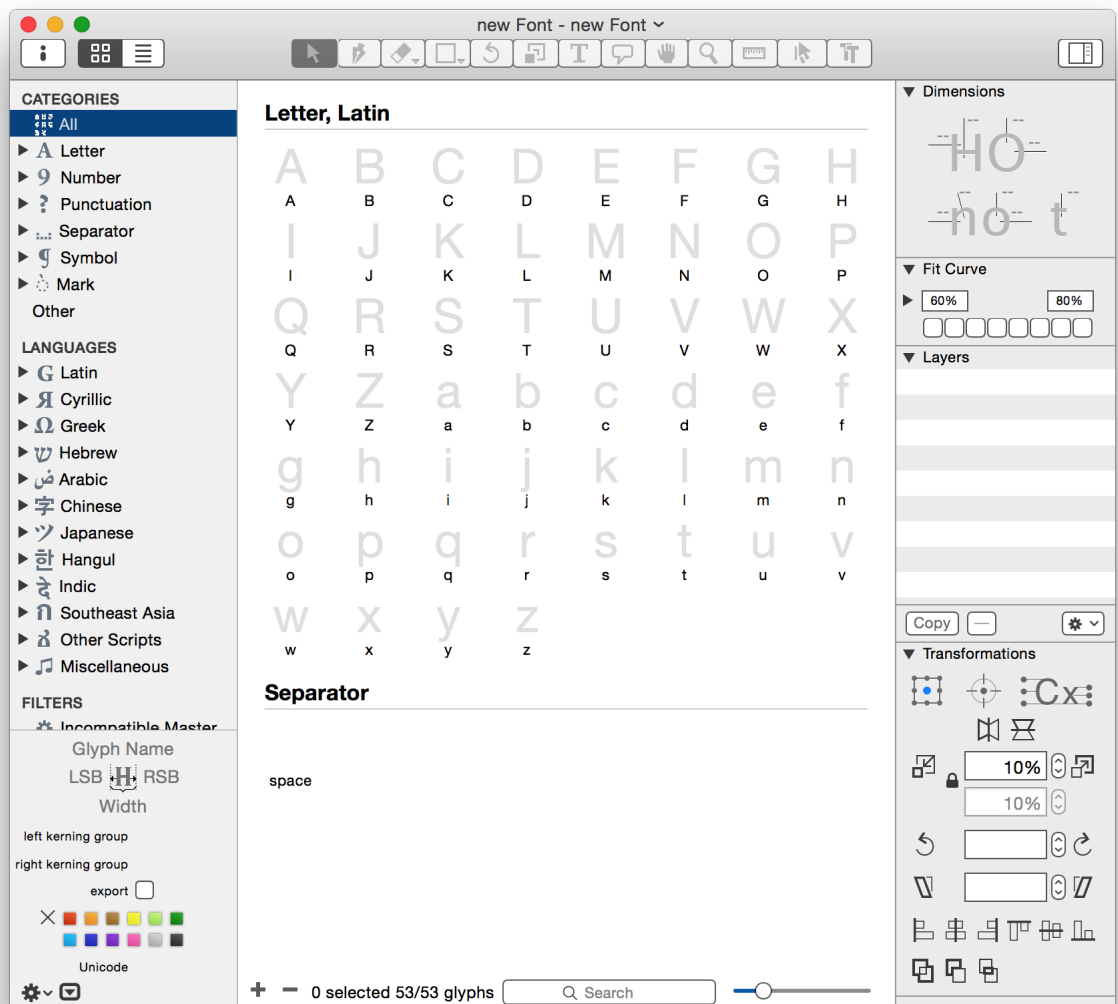 new Font - new Font
CATEGORIES
All
Letter
Number
Punctuation
Separator
Symbol
Mark
Other
LANGUAGES
Latin
Cyrillic
Greek
Hebrew
Arabic
Chinese
Japanese
Hangul
Indic
Southeast Asia
Other Scripts
Miscellaneous
FILTERS
Incompatible Master
Glyph Name
LSB H RSB
Width
left kerning group
right kerning group
export
Unicode
Letter, Latin
A B C D E F G H
A B C D E F G H
I J K L M N O P
I J K L M N O P
Q R S T U V W X
Q R S T U V W X
Y Z a b c d e f
Y Z a b c d e f
g h i j k l m n
g h i j k l m n
o p q r s t u v
o p q r s t u v
w x y z
w x y z
Separator
space
0 selected 53/53 glyphs
Search
Dimensions
HO
no t
Fit Curve
60% 80%
Layers
Copy
Transformations
Cx
10%
10%